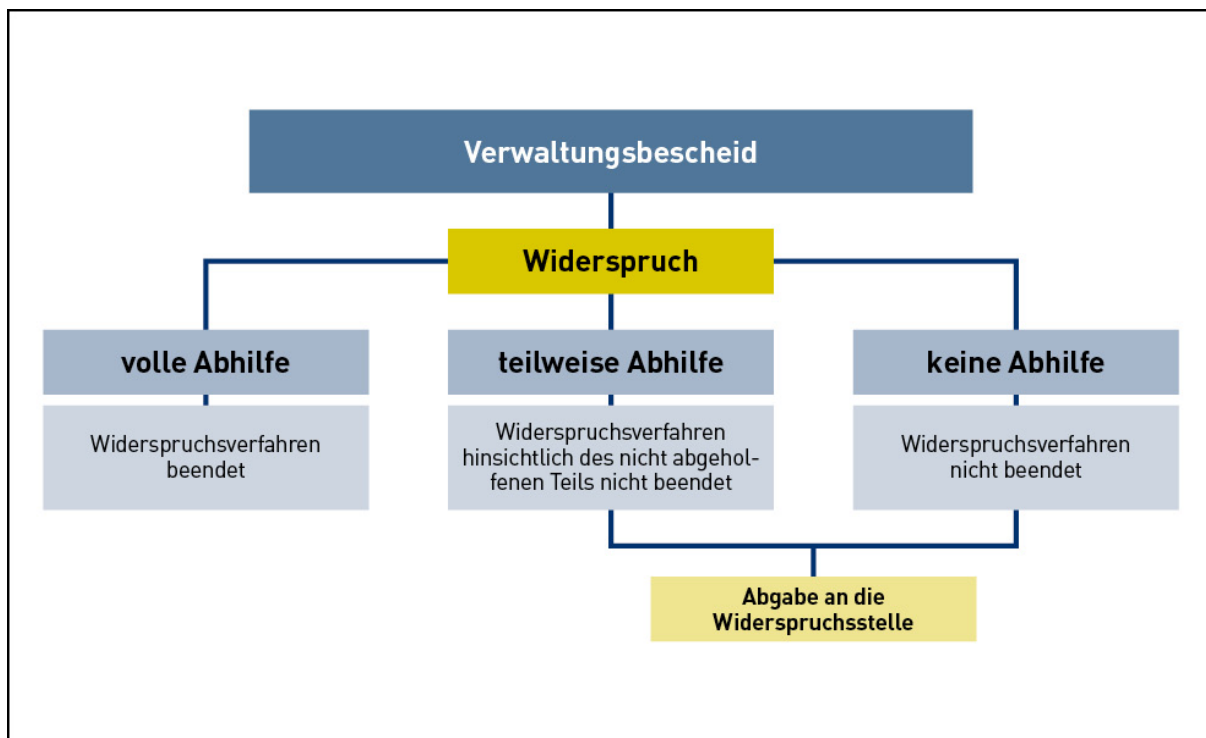 Verwaltungsbescheid
Widerspruch
volle Abhilfe
Widerspruchsverfahren
beendet
teilweise Abhilfe
Widerspruchsverfahren
hinsichtlich des nicht abgehol-
fenen Teils nicht beendet
keine Abhilfe
Widerspruchsverfahren
nicht beendet
Abgabe an die
Widerspruchsstelle